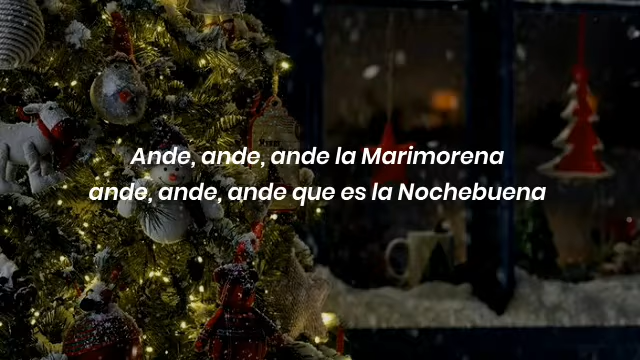 Ande, ande, ande la Marimorena
ande, ande, ande que es la Nochebuena